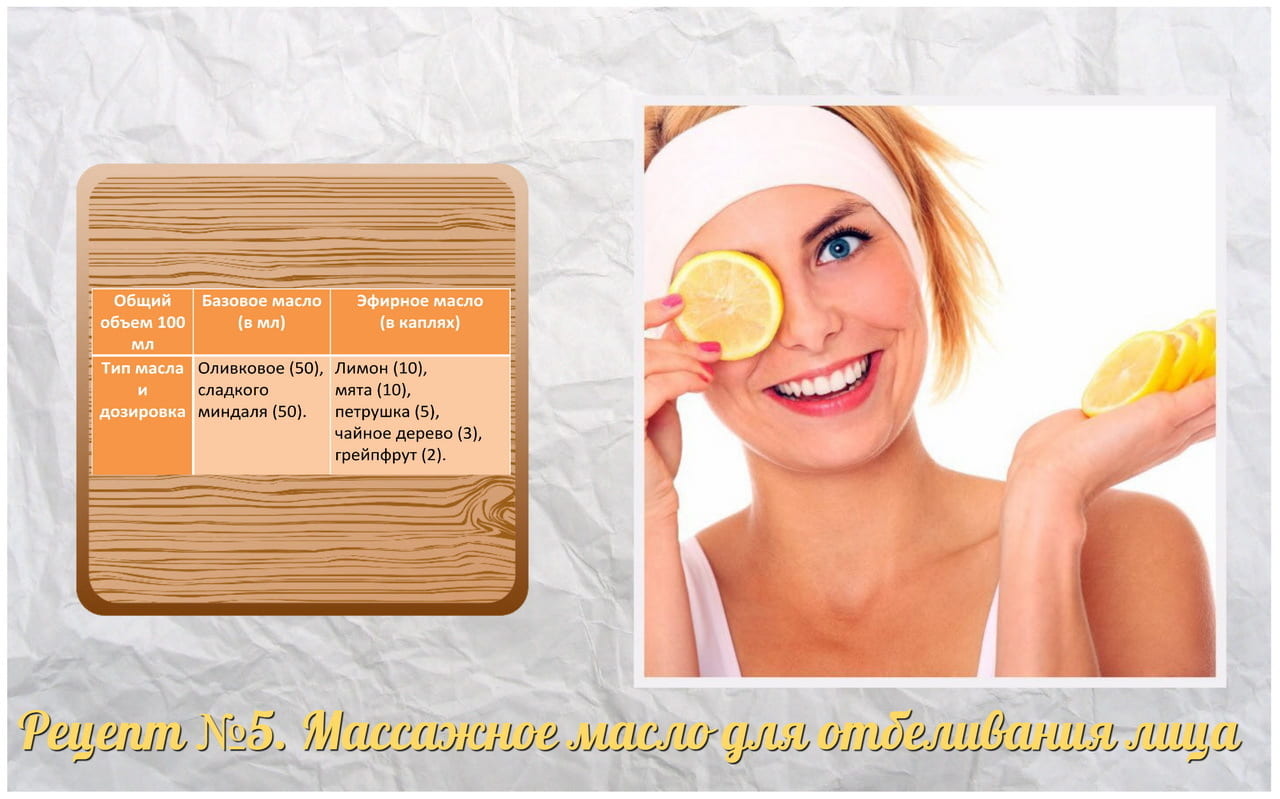 Общий
объем 100
мл
Базовое масло
(в мл)
Эфирное масло
(в каплях)
Тип масла
и
дозировка
Оливковое (50),
сладкого
миндаля (50).
Лимон (10),
мята (10),
петрушка (5),
чайное дерево (3),
грейпфрут (2).
Рецепт №5. Массажное масло для отбеливания лица